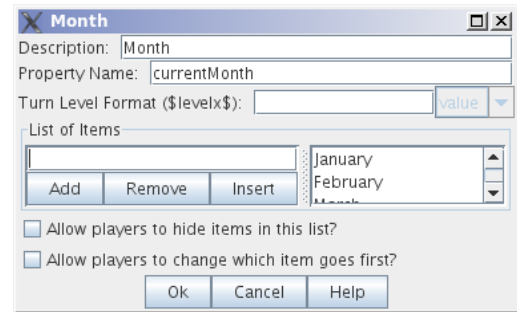 Month
Description: Month
Property Name: currentMonth
Turn Level Format ($levelx$): value
List of Items
January
Add Remove Insert February
March
Allow players to hide items in this list?
Allow players to change which item goes first?
Ok Cancel Help